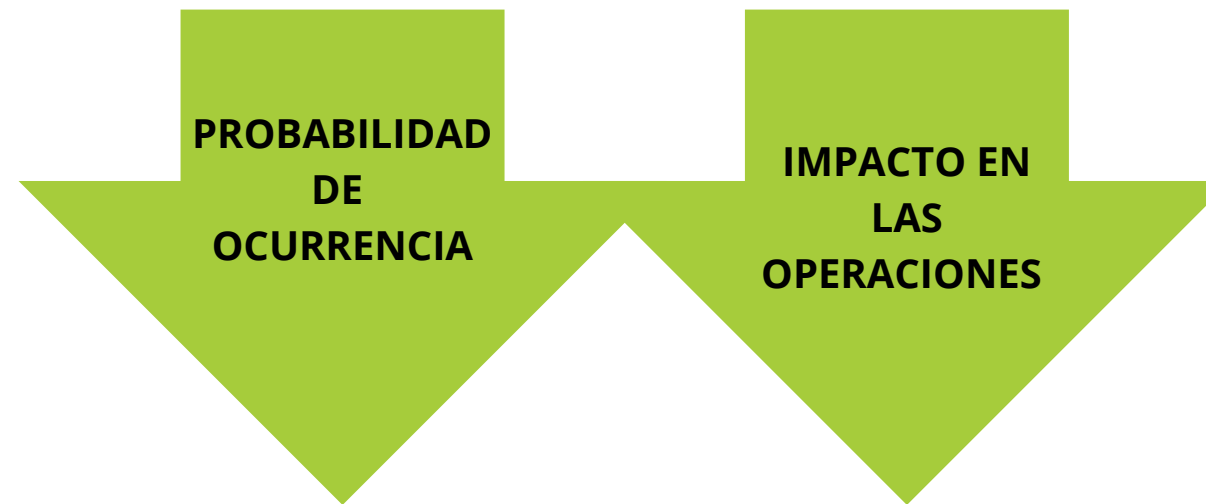 PROBABILIDAD
DE
OCURRENCIA
IMPACTO EN
LAS
OPERACIONES